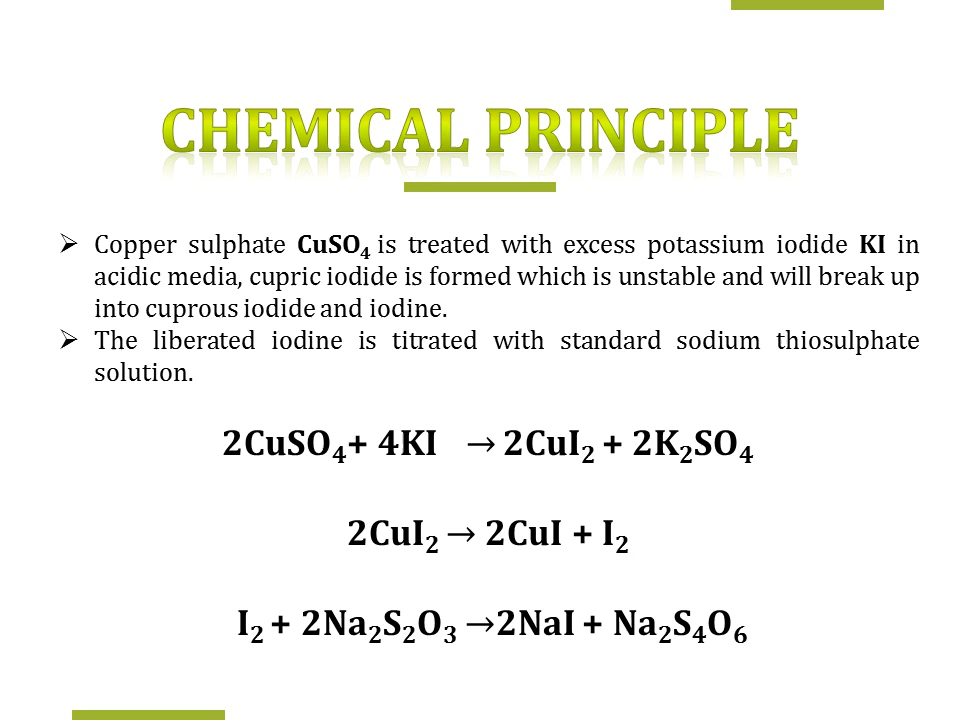 CHEMICAL PRINCIPLE
➢ Copper sulphate CuSO₄ is treated with excess potassium iodide KI in
acidic media, cupric iodide is formed which is unstable and will break up
into cuprous iodide and iodine.
➢ The liberated iodine is titrated with standard sodium thiosulphate
solution.
2CuSO₄+ 4KI → 2CuI₂ + 2K₂SO₄
2CuI₂ → 2CuI + I₂
I₂ + 2Na₂S₂O₃ →2NaI + Na₂S₄O₆